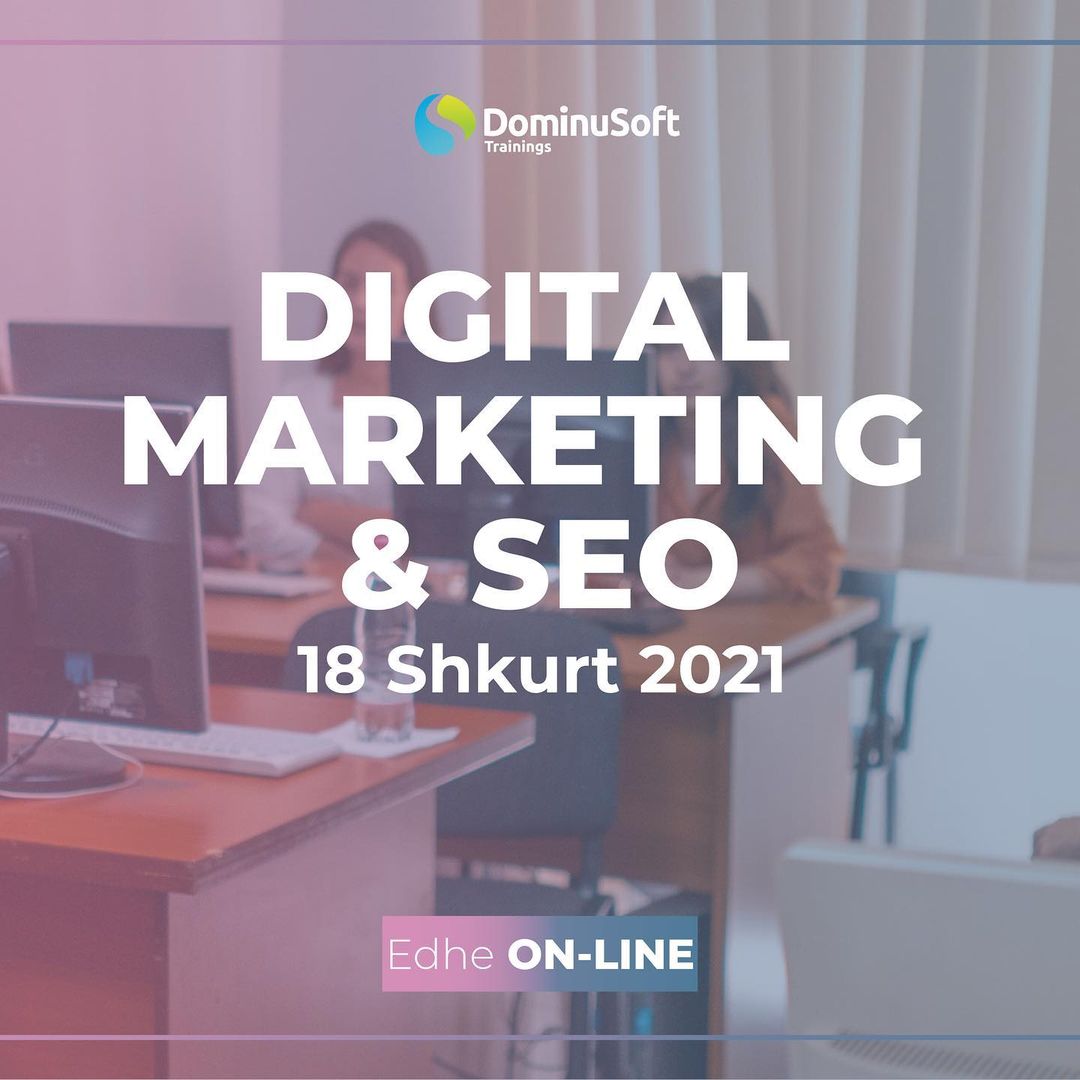 DominuSoft
Trainings
DIGITAL
MARKETING
& SEO
18 Shkurt 2021
Edhe ON-LINE